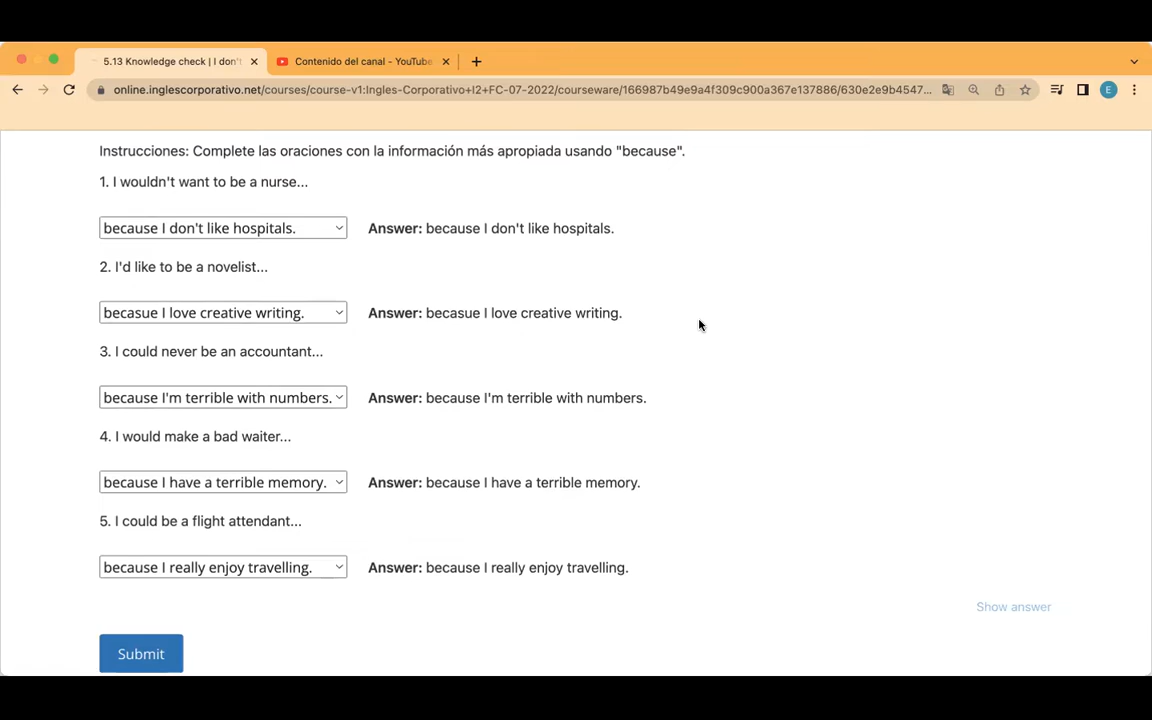 5.13 Knowledge check | I don't
Contenido del canal - YouTube
online.inglescorporativo.net/courses/course-v1:Ingles-Corporativo+I2+FC-07-2022/courseware/166987b49e9a4f309c900a367e137886/630e2e9b4547...
E
Instrucciones: Complete las oraciones con la información más apropiada usando "because".
1. I wouldn't want to be a nurse...
because I don't like hospitals. Answer: because I don't like hospitals.
2. I'd like to be a novelist...
becasue I love creative writing. Answer: becasue I love creative writing.
3. I could never be an accountant...
because I'm terrible with numbers. Answer: because I'm terrible with numbers.
4. I would make a bad waiter...
because I have a terrible memory. Answer: because I have a terrible memory.
5. I could be a flight attendant...
because I really enjoy travelling. Answer: because I really enjoy travelling.
Show answer
Submit